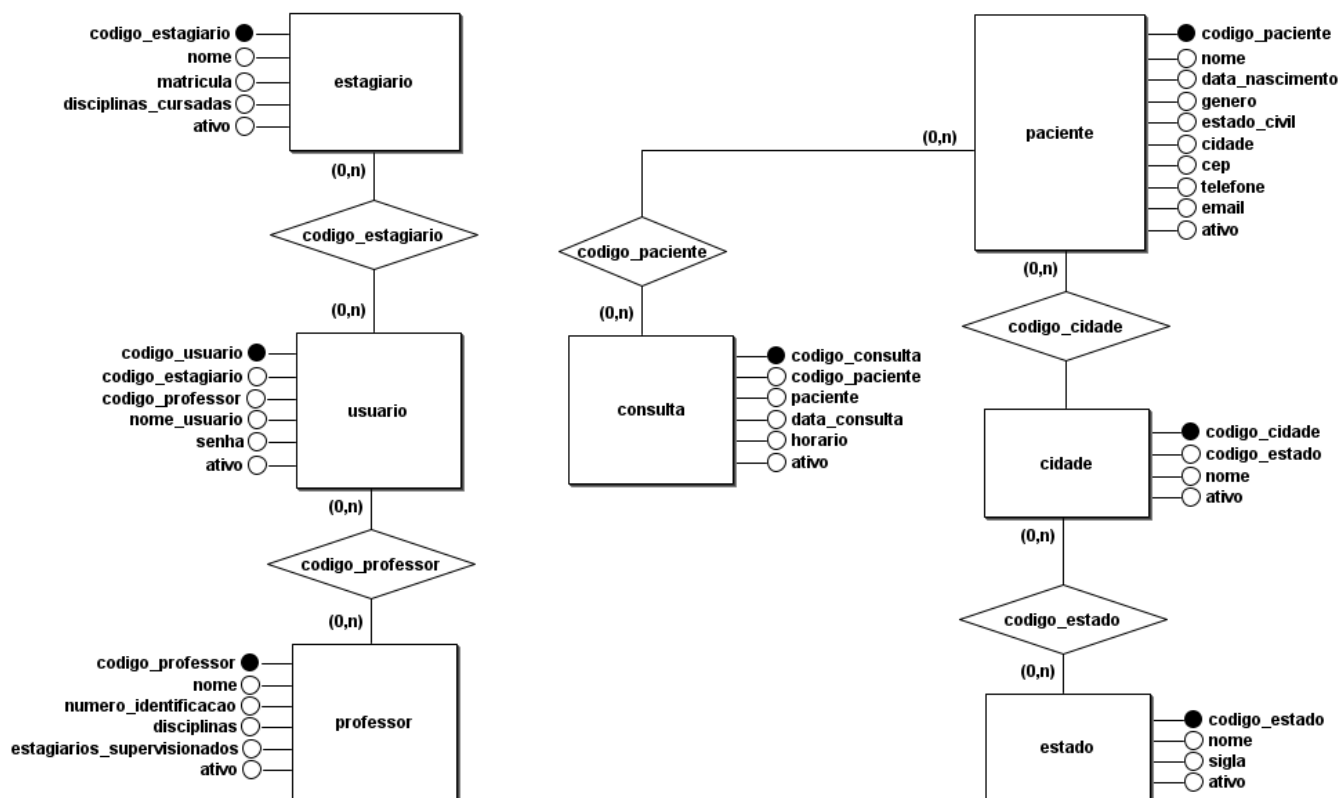 codigo_estagiario
nome
matricula
disciplinas_cursadas
ativo
estagiario
(0,n)
codigo_estagiario
(0,n)
codigo_usuario
codigo_estagiario
codigo_professor
nome_usuario
senha
ativo
usuario
(0,n)
codigo_professor
(0,n)
codigo_professor
nome
numero_identificacao
disciplinas
estagiarios_supervisionados
ativo
professor
(0,n)
codigo_paciente
(0,n)
consulta
codigo_consulta
codigo_paciente
paciente
data_consulta
horario
ativo
paciente
codigo_paciente
nome
data_nascimento
genero
estado_civil
cidade
cep
telefone
email
ativo
(0,n)
codigo_cidade
cidade
codigo_cidade
codigo_estado
nome
ativo
(0,n)
codigo_estado
(0,n)
estado
codigo_estado
nome
sigla
ativo